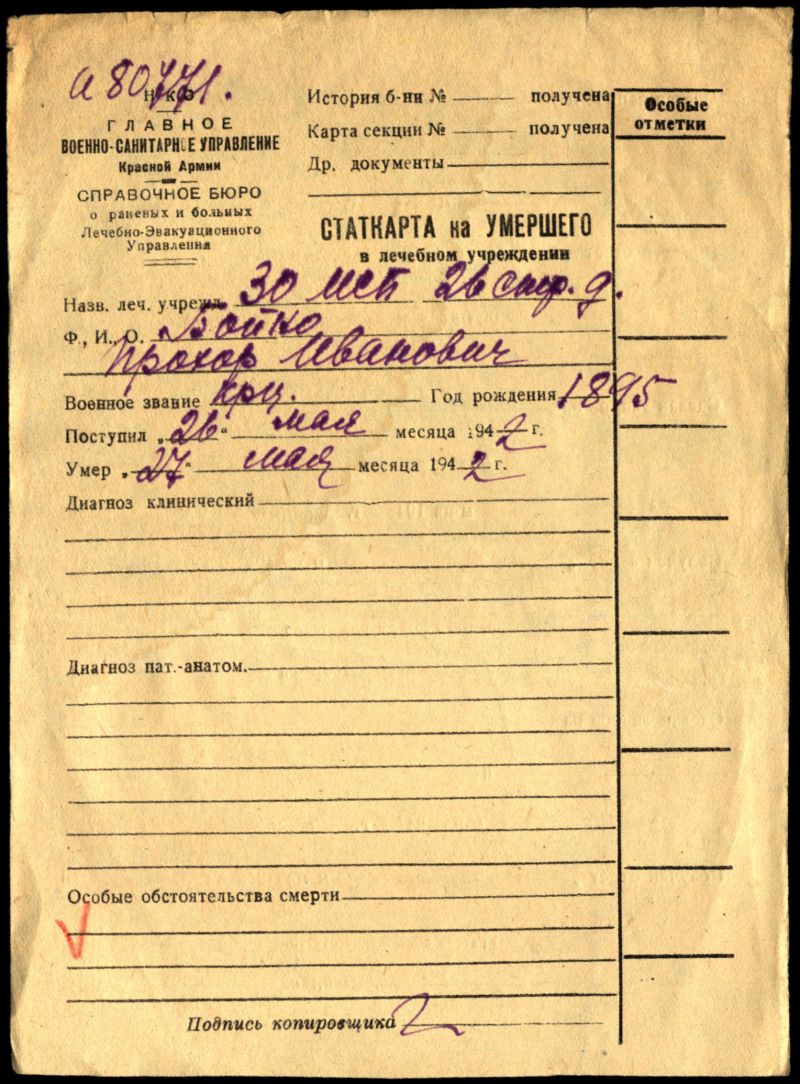 а 80771.
НКО
ГЛАВНОЕ
ВОЕННО-САНИТАРНОЕ УПРАВЛЕНИЕ
Красной Армии
СПРАВОЧНОЕ БЮРО
о раненых и больных
Лечебно-Эвакуационного
Управления
История б-ни № получена
Карта секции № получена
Др. документы
Особые
отметки
СТАТКАРТА на УМЕРШЕГО
в лечебном учреждении
Назв. леч. учрежд. 30 мсб 26 стр. д.
Ф., И., О. Бойко
Прохор Иванович
Военное звание крц. Год рождения 1895
Поступил „26" мая месяца 1942 г.
Умер „27" мая месяца 1942 г.
Диагноз клинический
Диагноз пат.-анатом.
Особые обстоятельства смерти
Подпись копировщика